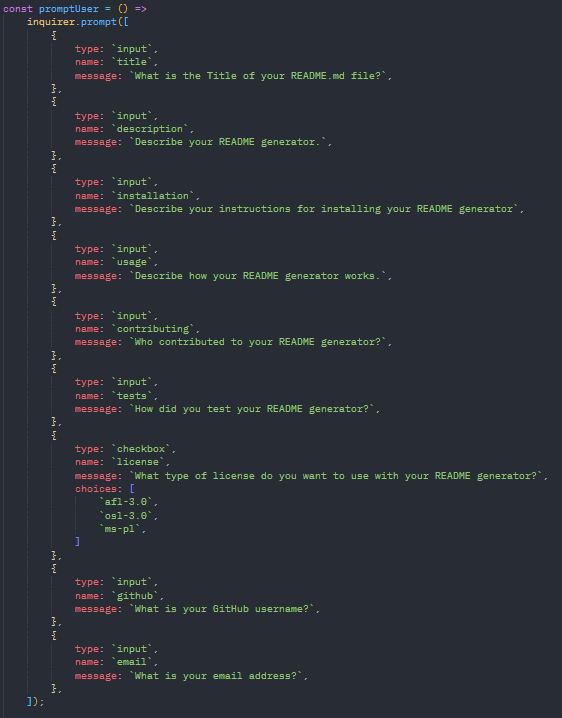 const promptUser = () =>
    inquirer.prompt([
        {
            type: `input`,
            name: `title`,
            message: `What is the Title of your README.md file?`,
        },
        {
            type: `input`,
            name: `description`,
            message: `Describe your README generator.`,
        },
        {
            type: `input`,
            name: `installation`,
            message: `Describe your instructions for installing your README generator`,
        },
        {
            type: `input`,
            name: `usage`,
            message: `Describe how your README generator works.`,
        },
        {
            type: `input`,
            name: `contributing`,
            message: `Who contributed to your README generator?`,
        },
        {
            type: `input`,
            name: `tests`,
            message: `How did you test your README generator?`,
        },
        {
            type: `checkbox`,
            name: `license`,
            message: `What type of license do you want to use with your README generator?`,
            choices: [
                `afl-3.0`,
                `osl-3.0`,
                `ms-pl`,
            ]
        },
        {
            type: `input`,
            name: `github`,
            message: `What is your GitHub username?`,
        },
        {
            type: `input`,
            name: `email`,
            message: `What is your email address?`,
        },
    ]);